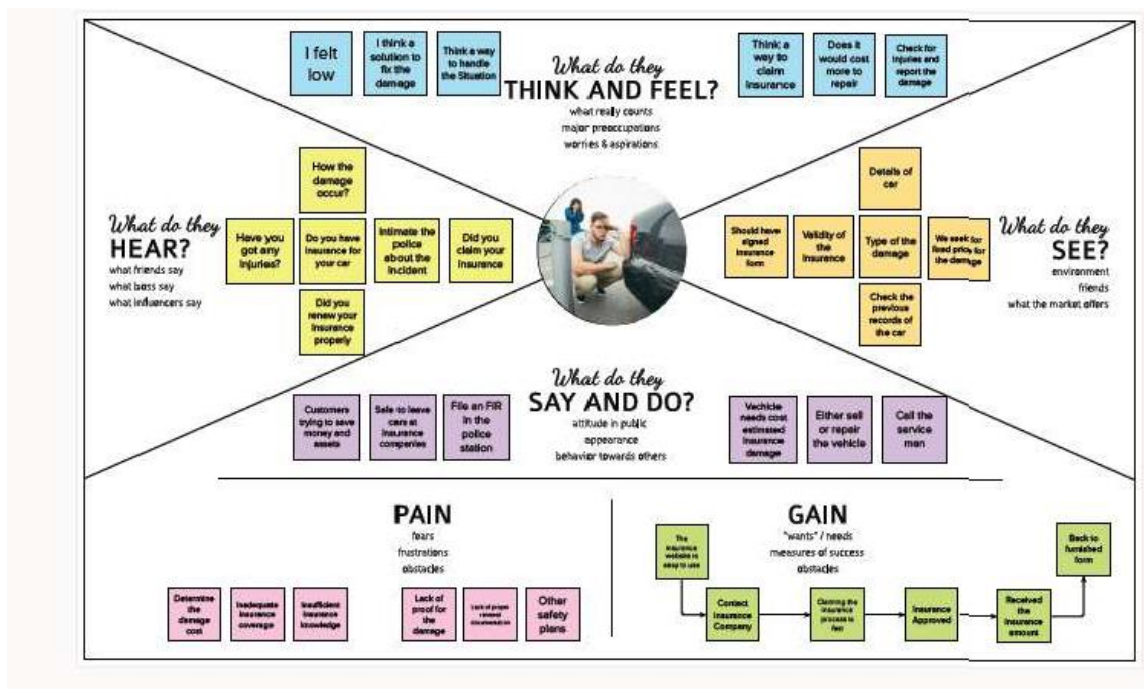 I felt
low
I think a
solution to
fix the
damage
Think a way
to handle
the Situation
What do they
THINK AND FEEL?
what really counts
major preoccupations
worries & aspirations
Think a
way to
claim
insurance
Does it
would cost
more to
repair
Check for
injuries and
report the
damage
What do they
HEAR?
what friends say
what boss say
what influencers say
How the
damage
occur?
Have you
got any
injuries?
Do you have
insurance for
your car
Intimate the
police
about the
incident
Did you
claim your
insurance
Did you
renew your
insurance
properly
Details of
car
Should have
signed
insurance
form
Validity of
the
insurance
Type of the
damage
We seek for
fixed price for
the damage
Check the
previous
records of
the car
What do they
SEE?
environment
friends
what the market offers
What do they
SAY AND DO?
attitude in public
appearance
behavior towards others
Customers
trying to save
money and
assets
Safe to leave
cars at
insurance
companies
File an FIR
in the
police
station
Vechicle
needs cost
estimated
insurance
damage
Either sell
or repair
the vehicle
Call the
service
man
PAIN
fears
frustrations
obstacles
Determine
the
damage
cost
Inadequate
insurance
coverage
Insufficient
insurance
knowledge
Lack of
proof for
the
damage
Lack of proper
documentation
Other
safety
plans
GAIN
"wants" / needs
measures of success
obstacles
The
insurance
website is
easy to use
Contact
Insurance
Company
Claiming the
insurance
process is
fast
Insurance
Approved
Received
the
insurance
amount
Back to
furnished
form